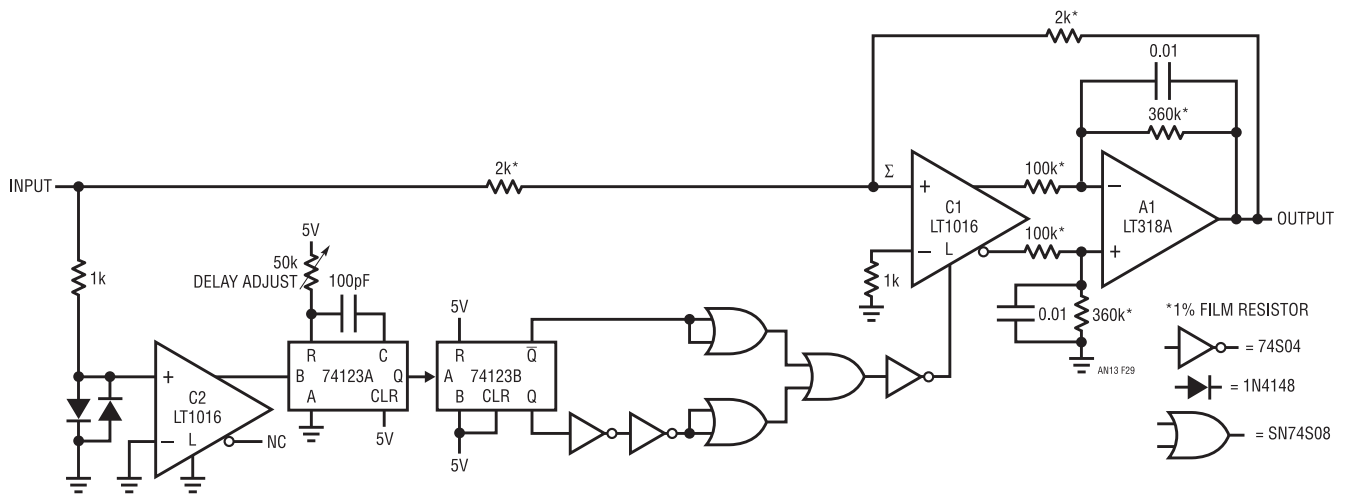 2k*
0.01
360k*
INPUT
2k*
Σ
+
C1
LT1016
−
L
100k*
100k*
−
A1
LT318A
+
OUTPUT
1k
5V
50k
DELAY ADJUST
100pF
1k
0.01
360k*
AN13 F29
*1% FILM RESISTOR
= 74S04
= 1N4148
= SN74S08
+
C2
LT1016
−
L
NC
R
C
B
74123A
Q
A
CLR
5V
5V
R
Q̅
A
74123B
B
CLR
Q
5V